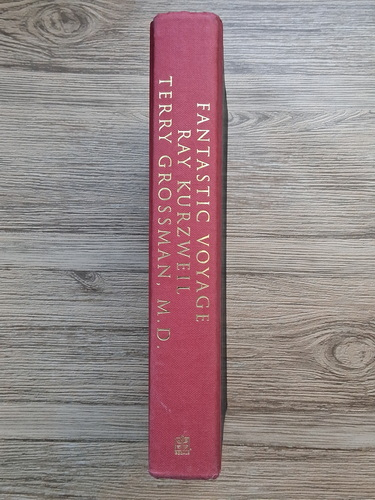 FANTASTIC VOYAGE
RAY KURZWEIL
TERRY GROSSMAN, M.D.